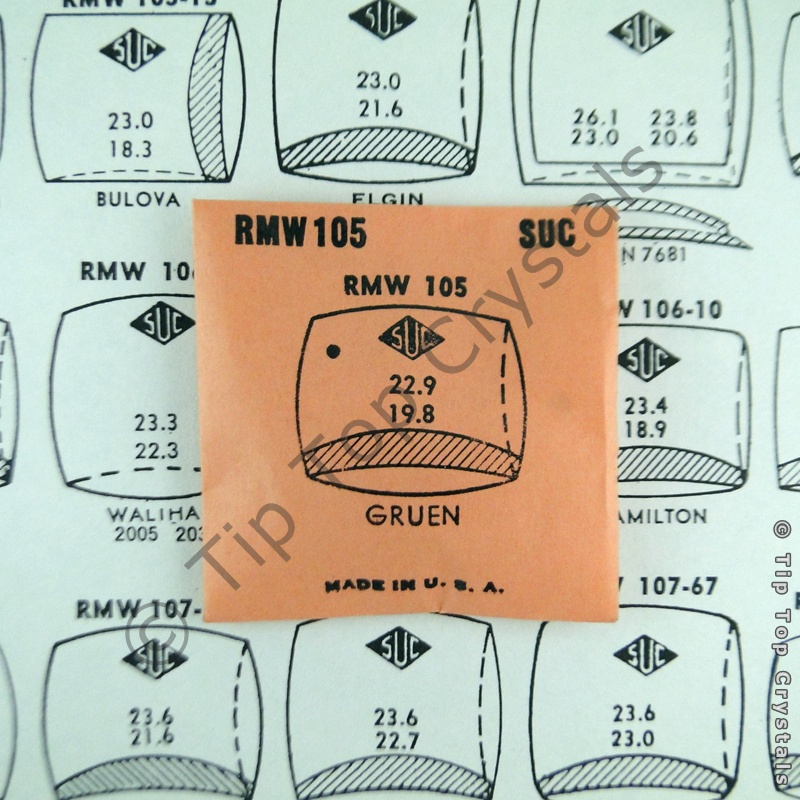 RMW 105-15
SUC
23.0
18.3
BULOVA
SUC
23.0
21.6
ELGIN
SUC
26.1 23.8
23.0 20.6
N 7681
RMW 105 SUC
RMW 105
SUC
22.9
19.8
GRUEN
MADE IN U. S. A.
RMW 106
SUC
23.3
22.3
WALTHA
2005 203
W 106-10
SUC
23.4
18.9
AMILTON
RMW 107-
SUC
23.6
21.6
SUC
23.6
22.7
107-67
SUC
23.6
23.0
© Tip Top Crystals
© Tip Top Crystals